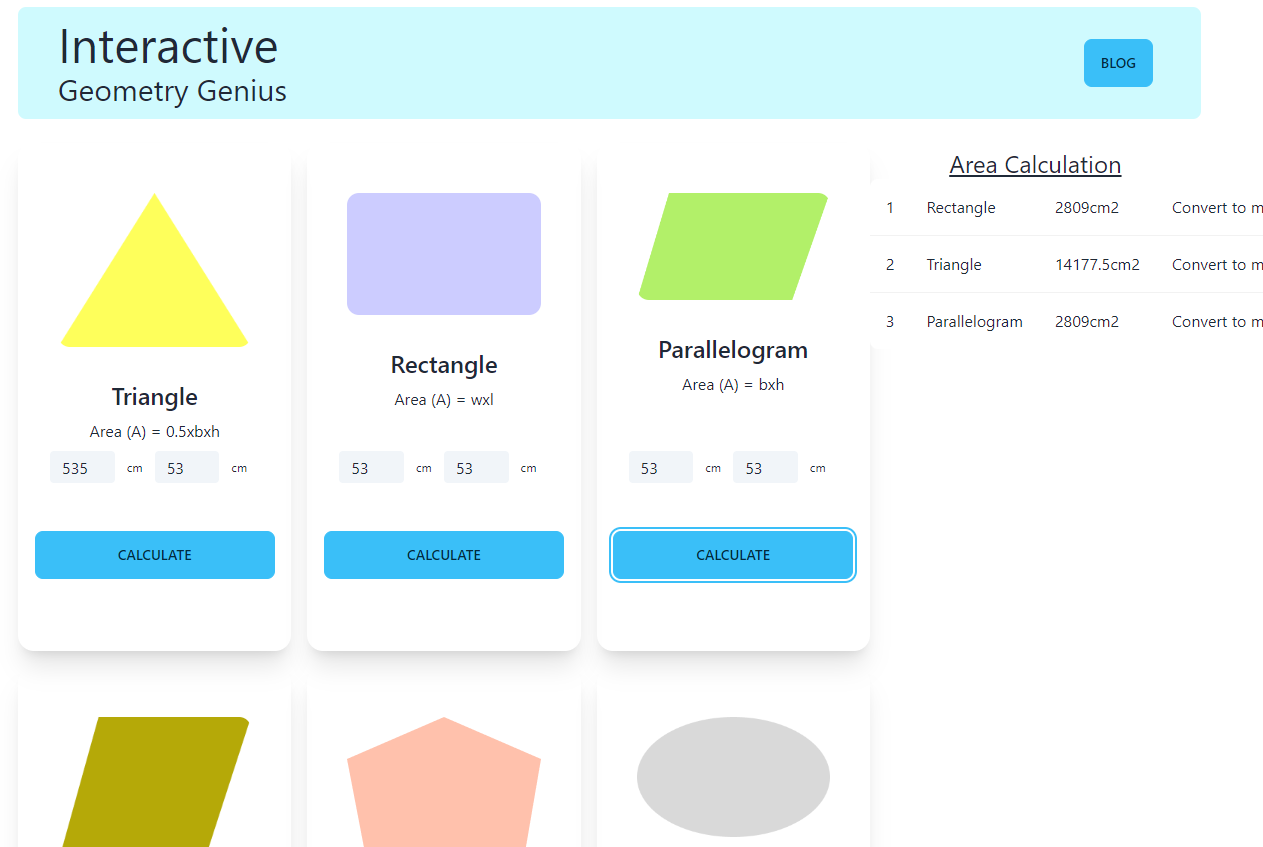 Interactive
Geometry Genius
BLOG
Triangle
Area (A) = 0.5xbxh
535 cm 53 cm
CALCULATE
Rectangle
Area (A) = wxl
53 cm 53 cm
CALCULATE
Parallelogram
Area (A) = bxh
53 cm 53 cm
CALCULATE
Area Calculation
1 Rectangle 2809cm2 Convert to m
2 Triangle 14177.5cm2 Convert to m
3 Parallelogram 2809cm2 Convert to m